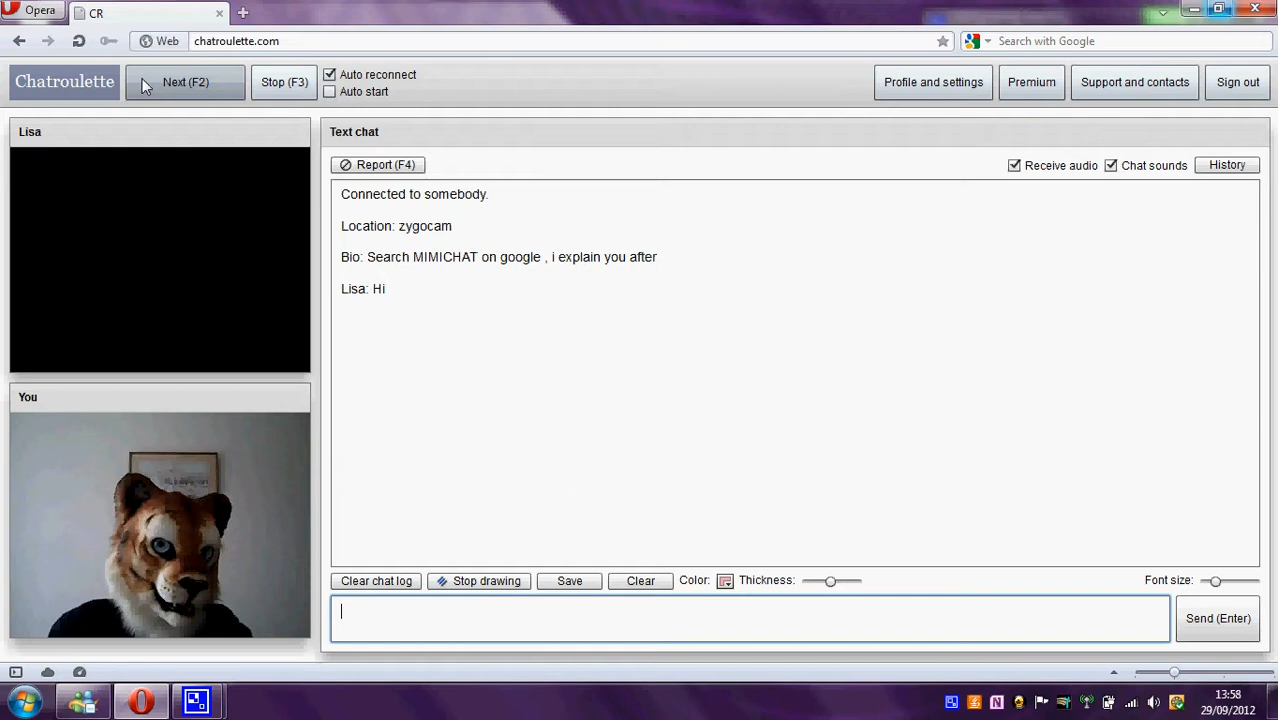 Opera
CR
Web
chatroulette.com
Search with Google
Chatroulette
Next (F2)
Stop (F3)
Auto reconnect
Auto start
Profile and settings
Premium
Support and contacts
Sign out
Lisa
Text chat
Report (F4)
Receive audio
Chat sounds
History
Connected to somebody.
Location: zygocam
Bio: Search MIMICHAT on google , i explain you after
Lisa: Hi
You
Clear chat log
Stop drawing
Save
Clear
Color:
Thickness:
Font size:
Send (Enter)
13:58
29/09/2012